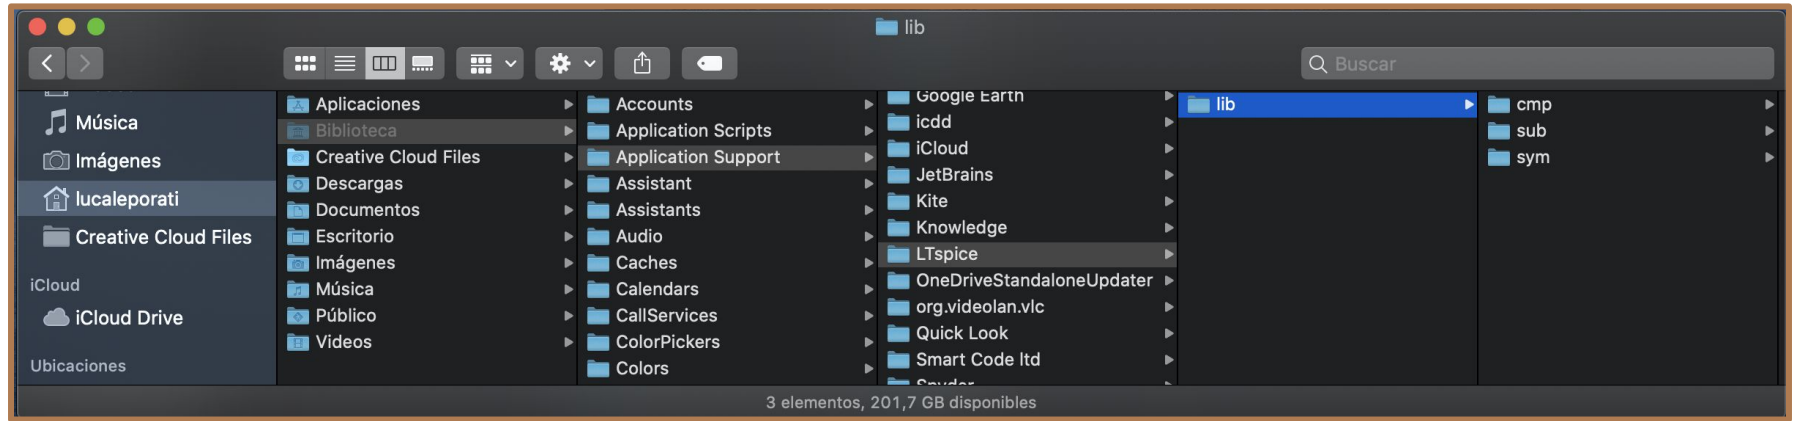 lib
Buscar
Música
Imágenes
lucaleporati
Creative Cloud Files
iCloud
iCloud Drive
Ubicaciones
Aplicaciones
Biblioteca
Creative Cloud Files
Descargas
Documentos
Escritorio
Imágenes
Música
Público
Videos
Accounts
Application Scripts
Application Support
Assistant
Assistants
Audio
Caches
Calendars
CallServices
ColorPickers
Colors
Google Earth
icdd
iCloud
JetBrains
Kite
Knowledge
LTspice
OneDriveStandaloneUpdater
org.videolan.vlc
Quick Look
Smart Code ltd
lib
cmp
sub
sym
3 elementos, 201,7 GB disponibles